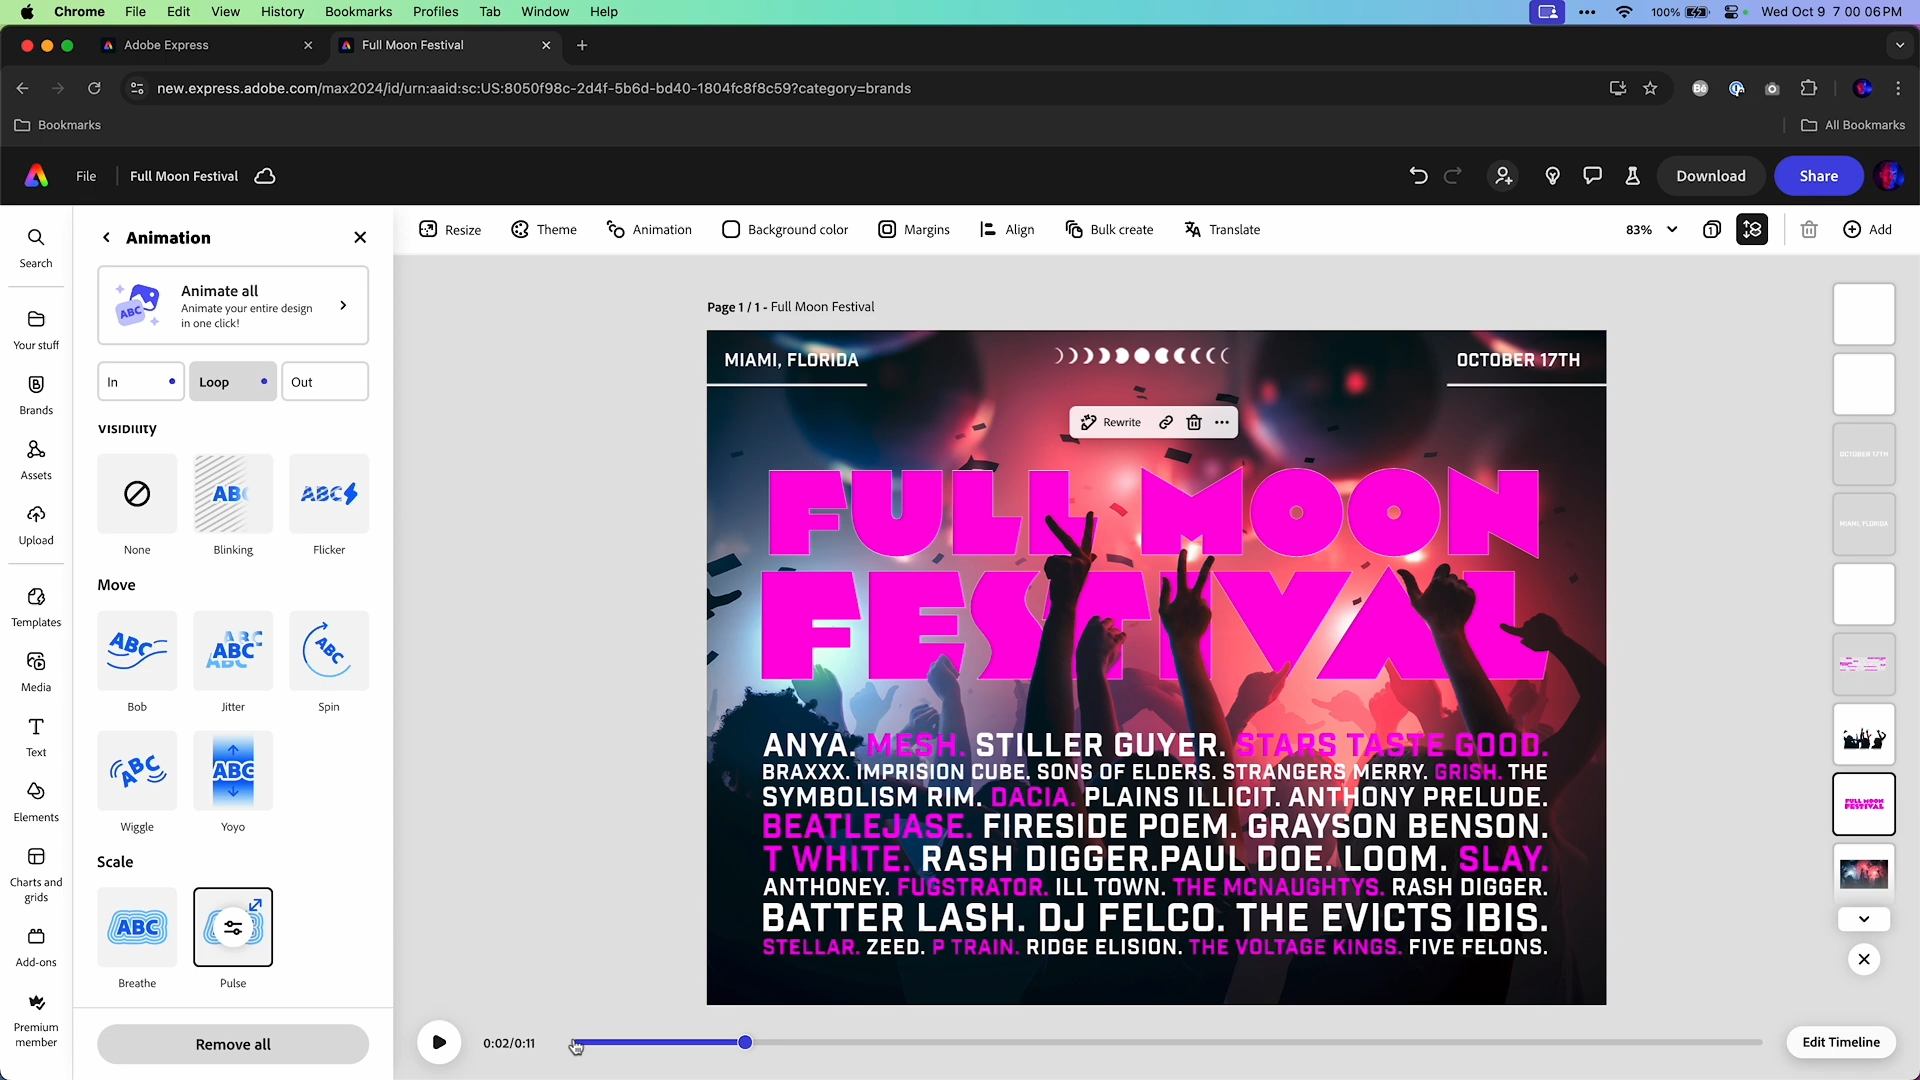 Chrome File Edit View History Bookmarks Profiles Tab Window Help 100% Wed Oct 9 7 00 06 PM
Adobe Express
Full Moon Festival
new.express.adobe.com/max2024/id/urn:aaid:sc:US:8050f98c-2d4f-5b6d-bd40-1804fc8f8c59?category=brands
Bookmarks
All Bookmarks
File
Full Moon Festival
Download
Share
Search
Your stuff
Brands
Assets
Upload
Templates
Media
Text
Elements
Charts and
grids
Add-ons
Premium
member
Animation
Animate all
Animate your entire design
in one click!
In
Loop
Out
Visibility
None
Blinking
Flicker
Move
Bob
Jitter
Spin
Wiggle
Yoyo
Scale
Breathe
Pulse
Remove all
Resize
Theme
Animation
Background color
Margins
Align
Bulk create
Translate
83%
Add
Page 1 / 1 - Full Moon Festival
MIAMI, FLORIDA
OCTOBER 17TH
Rewrite
FULL MOON
FESTIVAL
ANYA. MESH. STILLER GUYER. STARS TASTE GOOD.
BRAXXX. IMPRISION CUBE. SONS OF ELDERS. STRANGERS MERRY. GRISH. THE
SYMBOLISM RIM. DACIA. PLAINS ILLICIT. ANTHONY PRELUDE.
BEATLEJASE. FIRESIDE POEM. GRAYSON BENSON.
T WHITE. RASH DIGGER.PAUL DOE. LOOM. SLAY.
ANTHONEY. FUGSTRATOR. ILL TOWN. THE MCNAUGHTYS. RASH DIGGER.
BATTER LASH. DJ FELCO. THE EVICTS IBIS.
STELLAR. ZEED. P TRAIN. RIDGE ELISION. THE VOLTAGE KINGS. FIVE FELONS.
OCTOBER 17TH
MIAMI, FLORIDA
FULL MOON
FESTIVAL
0:02/0:11
Edit Timeline